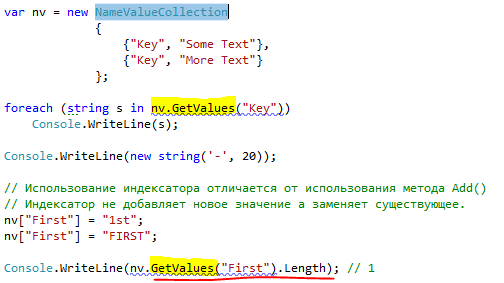 var nv = new NameValueCollection
{
{"Key", "Some Text"},
{"Key", "More Text"}
};
foreach (string s in nv.GetValues("Key"))
Console.WriteLine(s);
Console.WriteLine(new string('-', 20));
// Использование индексатора отличается от использования метода Add()
// Индексатор не добавляет новое значение а заменяет существующее.
nv["First"] = "1st";
nv["First"] = "FIRST";
Console.WriteLine(nv.GetValues("First").Length); // 1